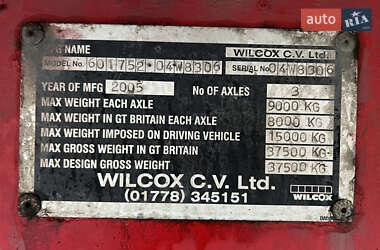 auto RIA
MFG NAME WILCOX C.V. Ltd.
MODEL No. 601752*04W8306 SERIAL No 04W8306
YEAR OF MFG 2005 No OF AXLES 3
MAX WEIGHT EACH AXLE 9000 KG
MAX WEIGHT IN GT BRITAIN EACH AXLE 8000 KG
MAX WEIGHT IMPOSED ON DRIVING VEHICLE 15000 KG
MAX GROSS WEIGHT IN GT BRITAIN 37500 KG
MAX DESIGN GROSS WEIGHT 37500 KG
WILCOX C.V. Ltd.
(01778) 345151
WILCOX